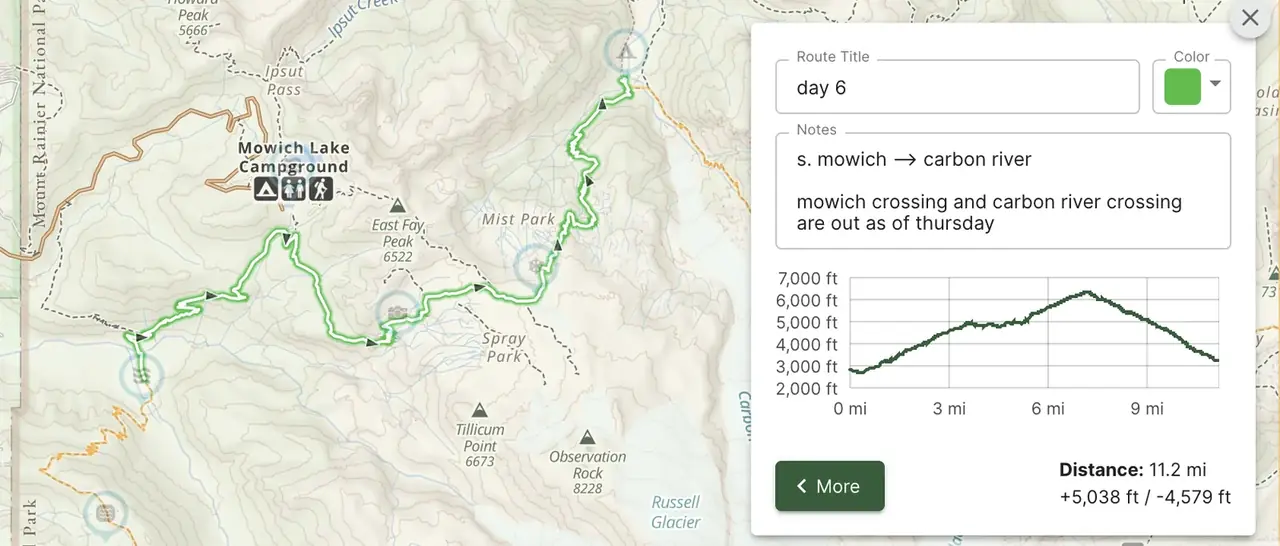 Howard
Peak
5666
Ipsut Creek
Mount Rainier National Pa
Ipsut
Pass
Mowich Lake
Campground
East Fay
Peak
6522
Mist Park
Spray
Park
Tillicum
Point
6673
Observation
Rock
8228
Russell
Glacier
Park
Carbon
73
Route Title
day 6
Color
Notes
s. mowich → carbon river
mowich crossing and carbon river crossing
are out as of thursday
7,000 ft
6,000 ft
5,000 ft
4,000 ft
3,000 ft
2,000 ft
0 mi
3 mi
6 mi
9 mi
More
Distance: 11.2 mi
+5,038 ft / -4,579 ft